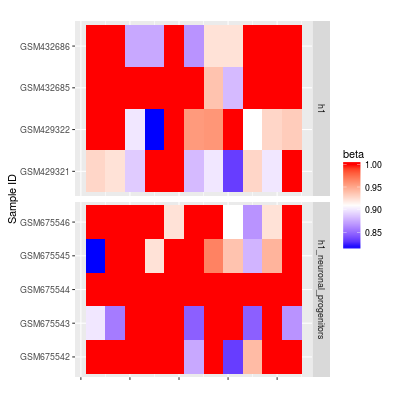 GSM432686
GSM432685
GSM429322
GSM429321
h1
GSM675546
GSM675545
GSM675544
GSM675543
GSM675542
h1_neuronal_progenitors
Sample ID
beta
1.00
0.95
0.90
0.85